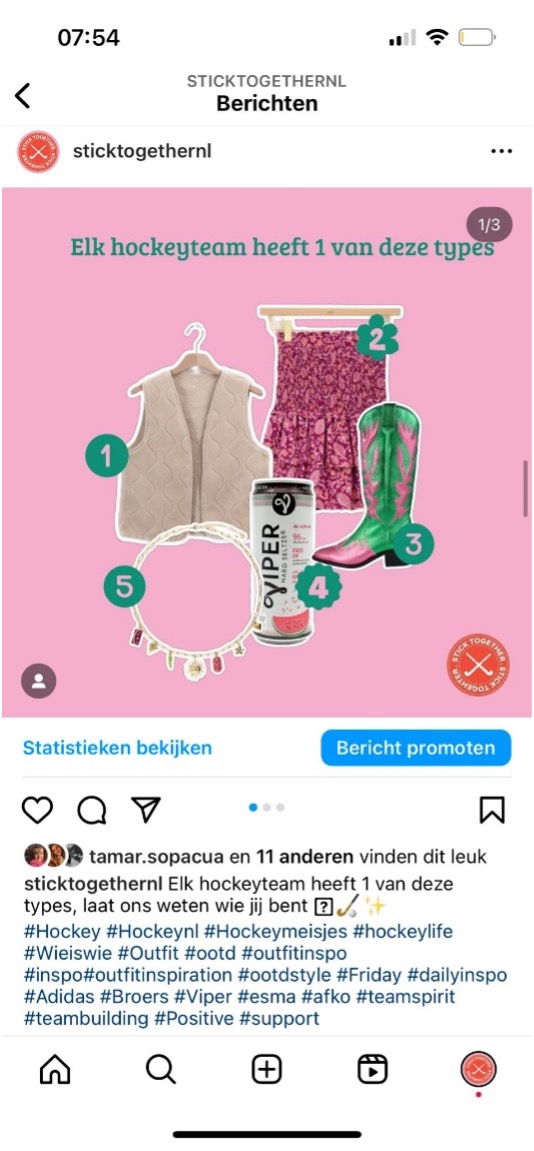 07:54
STICKTOGETHERNL
Berichten
sticktogethernl
1/3
Elk hockeyteam heeft 1 van deze types
2
1
VIPER
HARD SELTZER
3
4
5
STICK TOGETHER
STICK TOGETHER
Statistieken bekijken
Bericht promoten
tamar.sopacua en 11 anderen vinden dit leuk
sticktogethernl Elk hockeyteam heeft 1 van deze
types, laat ons weten wie jij bent ⍰🏑✨
#Hockey #Hockeynl #Hockeymeisjes #hockeylife
#Wieiswie #Outfit #ootd #outfitinspo
#inspo#outfitinspiration #ootdstyle #Friday #dailyinspo
#Adidas #Broers #Viper #esma #afko #teamspirit
#teambuilding #Positive #support